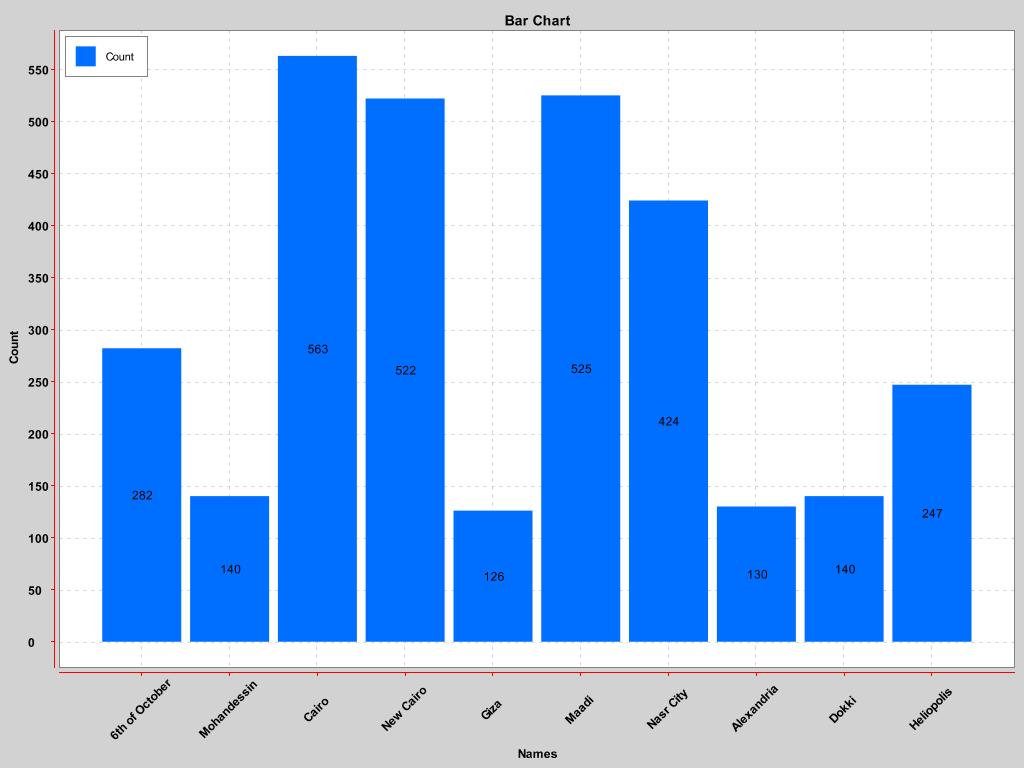 Bar Chart
Count
550
500
450
400
350
300
250
200
150
100
50
0
Count
282
140
563
522
126
525
424
130
140
247
6th of October
Mohandessin
Cairo
New Cairo
Giza
Maadi
Nasr City
Alexandria
Dokki
Heliopolis
Names